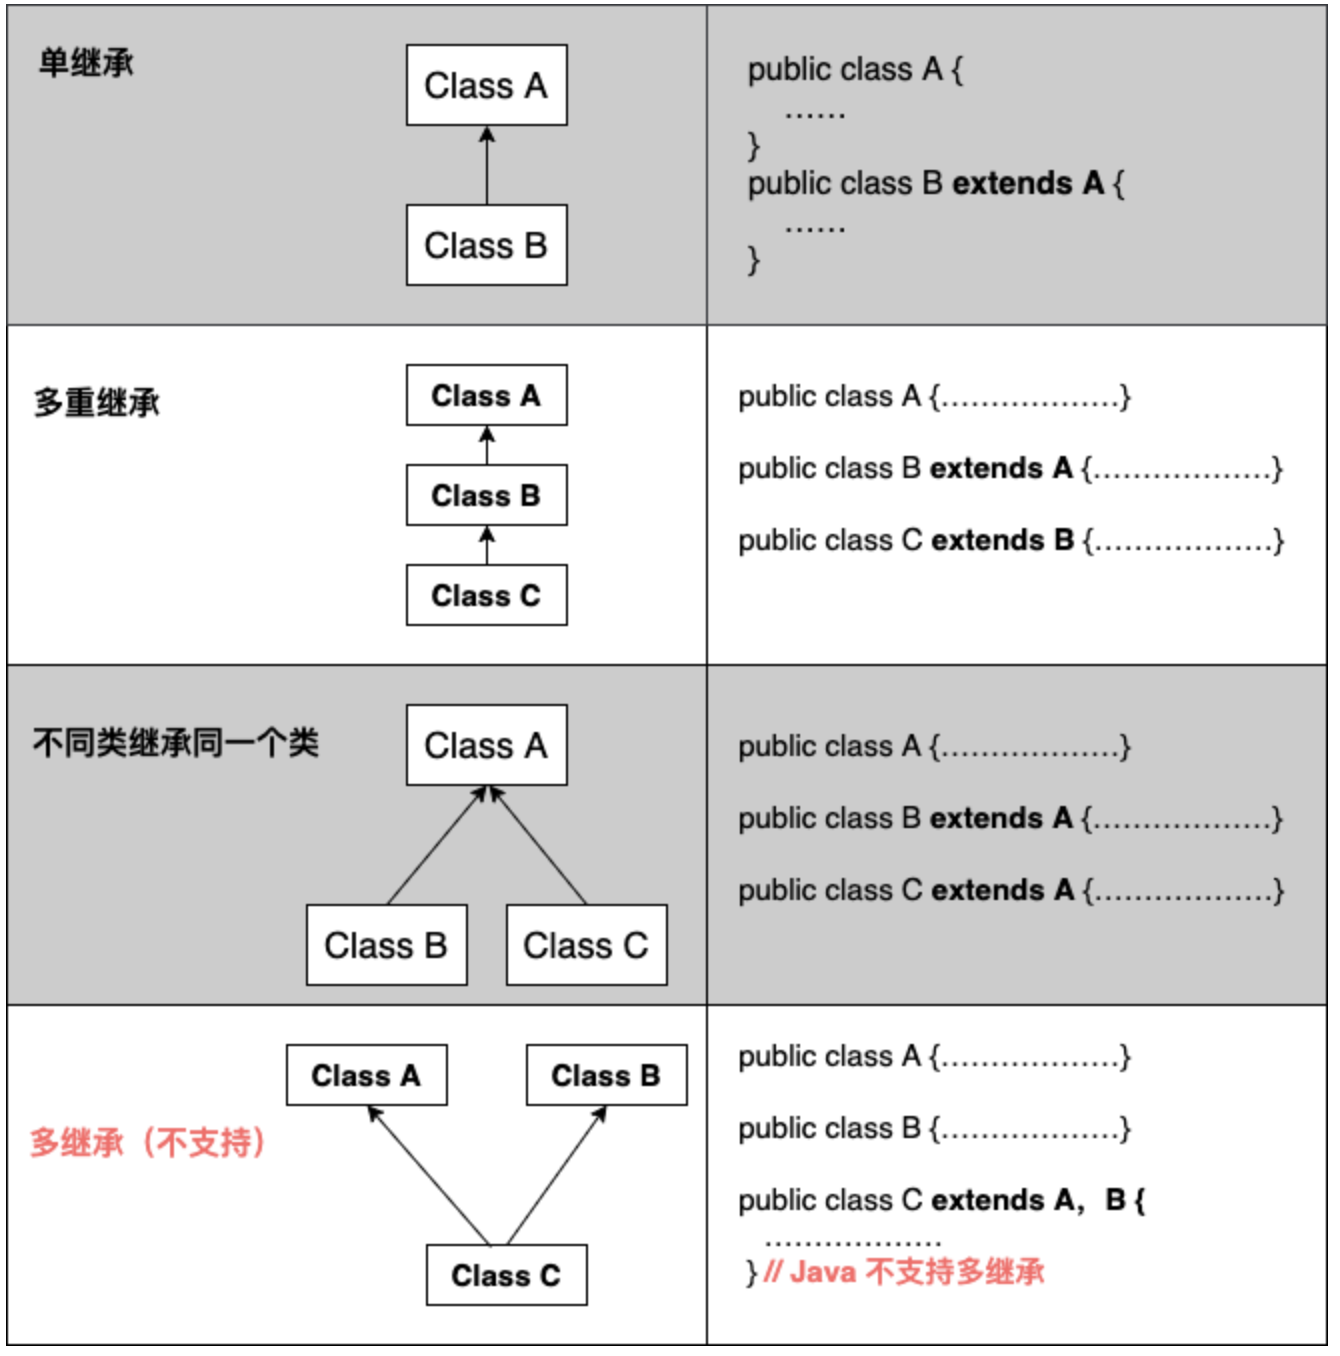 单继承
Class A
Class B
public class A {
......
}
public class B extends A {
......
}
多重继承
Class A
Class B
Class C
public class A {..................}
public class B extends A {..................}
public class C extends B {..................}
不同类继承同一个类
Class A
Class B
Class C
public class A {..................}
public class B extends A {..................}
public class C extends A {..................}
多继承（不支持）
Class A
Class B
Class C
public class A {..................}
public class B {..................}
public class C extends A，B {
..................
} // Java 不支持多继承